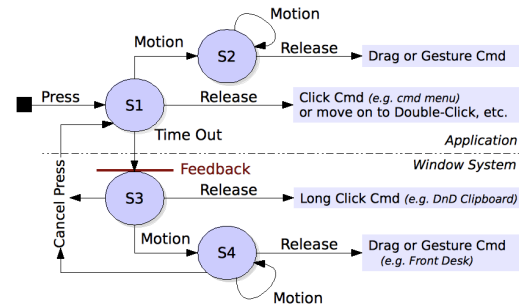 Motion
Motion
S2
Release
Drag or Gesture Cmd
Press
S1
Release
Click Cmd (e.g. cmd menu)
or move on to Double-Click, etc.
Time Out
Application
Window System
Feedback
Cancel Press
S3
Release
Long Click Cmd (e.g. DnD Clipboard)
Motion
S4
Release
Drag or Gesture Cmd
(e.g. Front Desk)
Motion